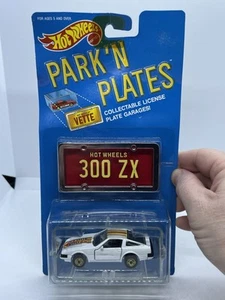 FOR AGES 3 AND OVER
Hot Wheels
PARK'N
PLATES
VETTE
COLLECTABLE LICENSE
PLATE GARAGES!
HOT WHEELS
300 ZX